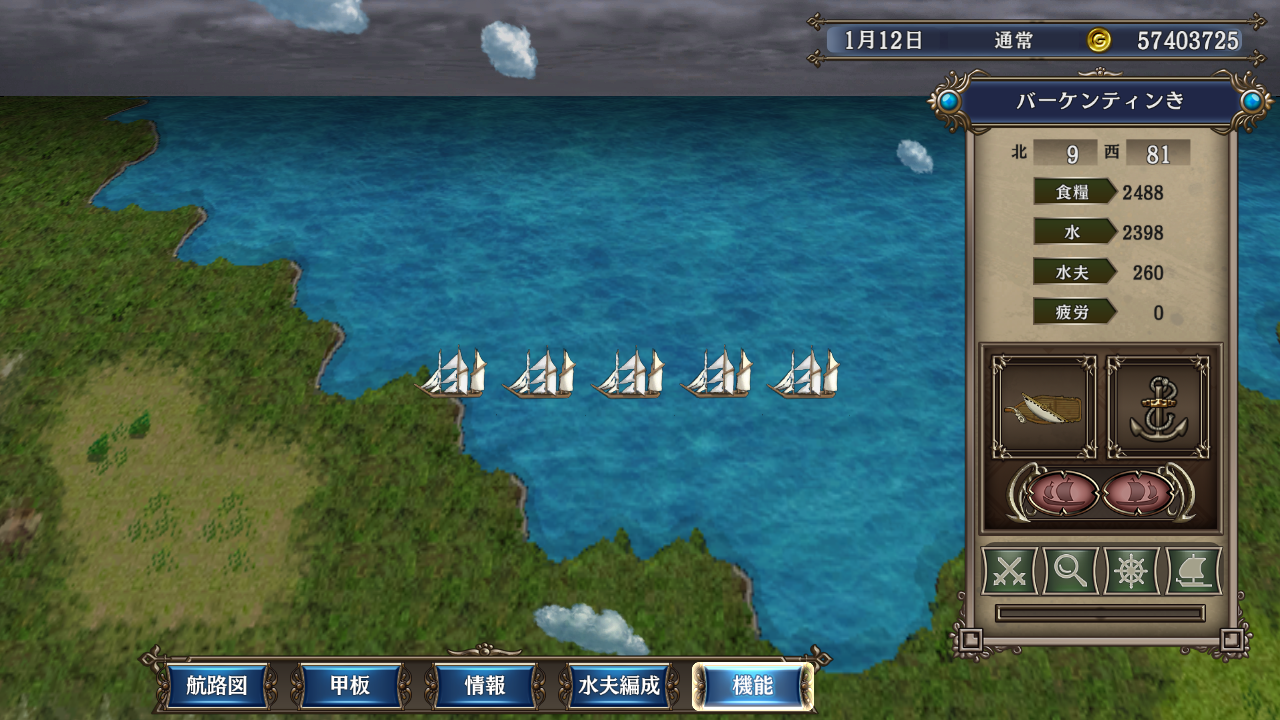 1月12日 通常 G 57403725
バーケンティンき
北 9 西 81
食糧 2488
水 2398
水夫 260
疲労 0
航路図 甲板 情報 水夫編成 機能